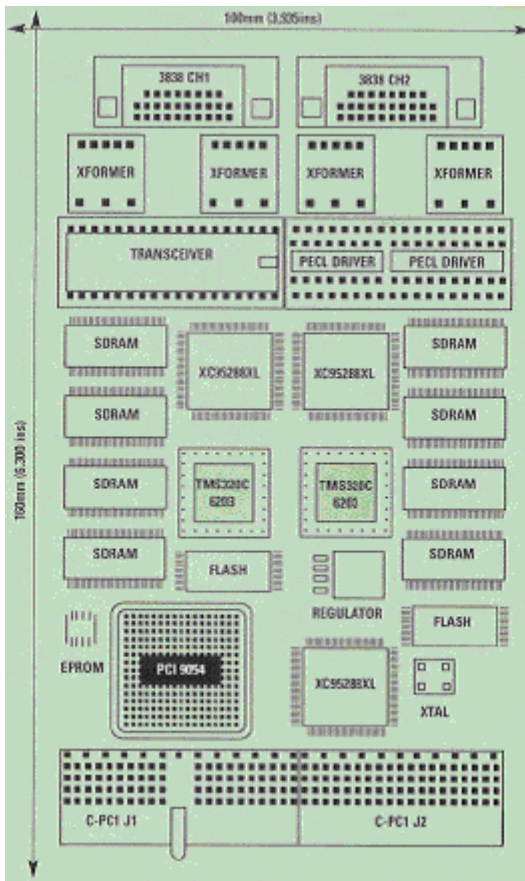 100mm (3.935ins)
3838 CH1
3838 CH2
XFORMER
XFORMER
XFORMER
XFORMER
TRANSCEIVER
PECL DRIVER
PECL DRIVER
SDRAM
XC95288XL
XC95288XL
SDRAM
SDRAM
SDRAM
160mm (6.300 ins)
SDRAM
TMS320C
6203
TMS320C
6203
SDRAM
SDRAM
FLASH
SDRAM
REGULATOR
FLASH
EPROM
PCI 9054
XC95288XL
XTAL
C-PC1 J1
C-PC1 J2